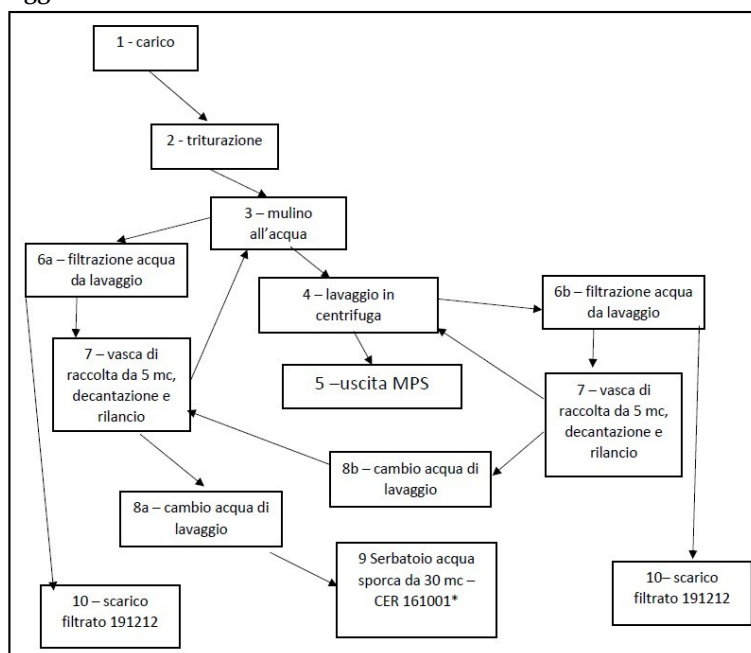 1 - carico
2 - triturazione
3 – mulino
all'acqua
6a – filtrazione acqua
da lavaggio
4 – lavaggio in
centrifuga
6b – filtrazione acqua
da lavaggio
7 – vasca di
raccolta da 5 mc,
decantazione e
rilancio
5 –uscita MPS
7 – vasca di
raccolta da 5 mc,
decantazione e
rilancio
8b – cambio acqua di
lavaggio
8a – cambio acqua di
lavaggio
9 Serbatoio acqua
sporca da 30 mc –
CER 161001*
10 – scarico
filtrato 191212
10– scarico
filtrato 191212